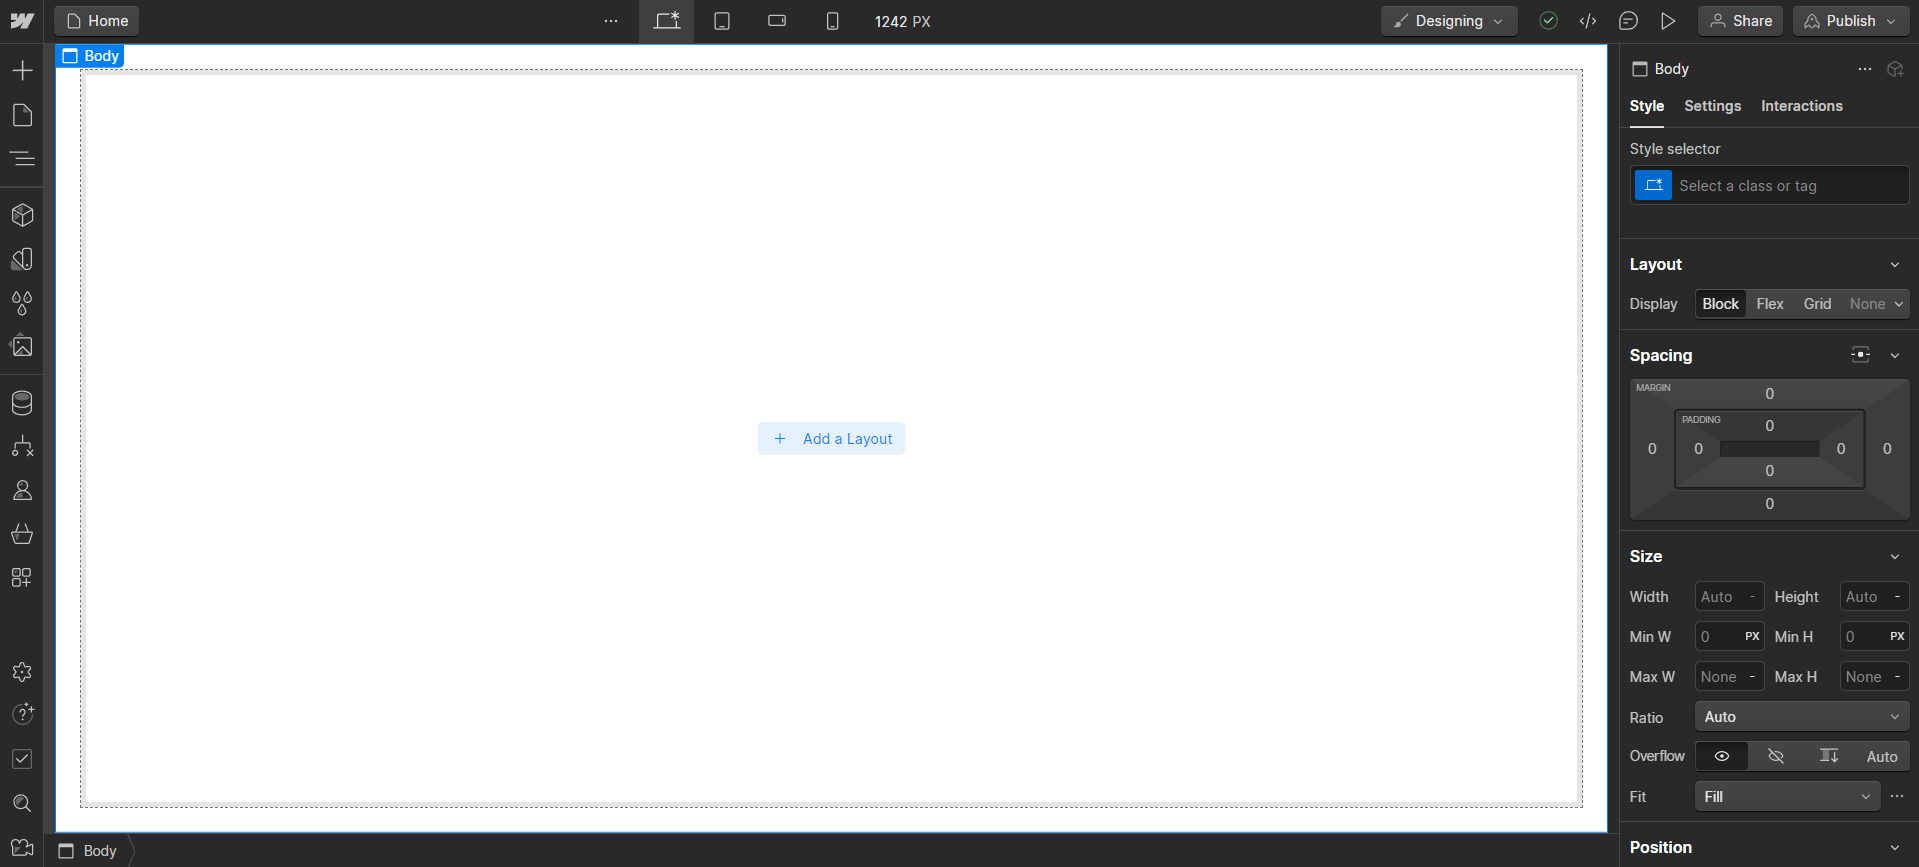 Home
1242 PX
Designing
Share
Publish
Body
Add a Layout
Body
Body
Style Settings Interactions
Style selector
Select a class or tag
Layout
Display Block Flex Grid None
Spacing
MARGIN
0
PADDING
0
0 0 0 0
0
0
Size
Width Auto - Height Auto -
Min W 0 PX Min H 0 PX
Max W None - Max H None -
Ratio Auto
Overflow Auto
Fit Fill
Position